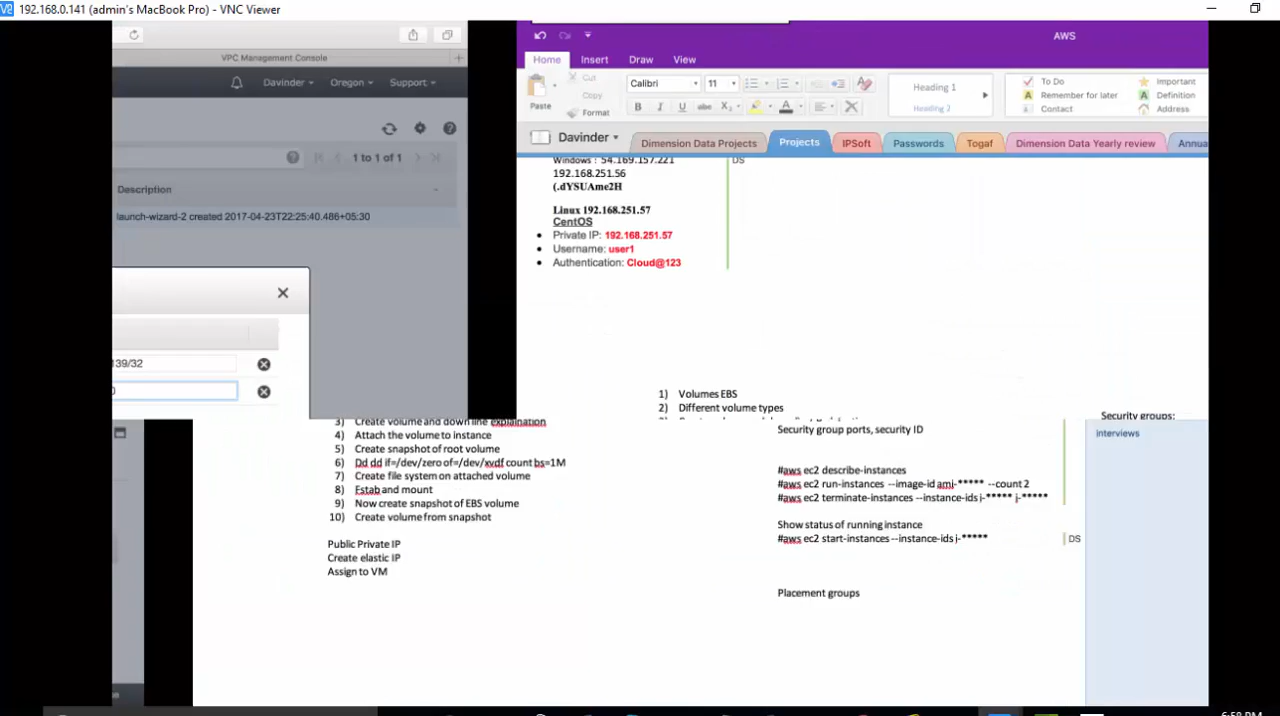 192.168.0.141 (admin's MacBook Pro) - VNC Viewer
VPC Management Console
Davinder
Oregon
Support
1 to 1 of 1
Description
launch-wizard-2 created 2017-04-23T22:25:40.486+05:30
139/32
0
AWS
Home
Insert
Draw
View
Paste
Cut
Copy
Format
Calibri
11
Heading 1
Heading 2
To Do
Remember for later
Contact
Important
Definition
Address
Davinder
Dimension Data Projects
Projects
IPSoft
Passwords
Togaf
Dimension Data Yearly review
Annua
Windows : 54.169.157.221
DS
192.168.251.56
(.dYSUAme2H
Linux 192.168.251.57
CentOS
• Private IP: 192.168.251.57
• Username: user1
• Authentication: Cloud@123
1) Volumes EBS
2) Different volume types
Security groups:
3) Create volume and down line explaination
4) Attach the volume to instance
5) Create snapshot of root volume
6) Dd dd if=/dev/zero of=/dev/xvdf count bs=1M
7) Create file system on attached volume
8) Fstab and mount
9) Now create snapshot of EBS volume
10) Create volume from snapshot
Public Private IP
Create elastic IP
Assign to VM
Security group ports, security ID
#aws ec2 describe-instances
#aws ec2 run-instances --image-id ami-***** --count 2
#aws ec2 terminate-instances --instance-ids i-***** i-*****
Show status of running instance
#aws ec2 start-instances --instance-ids i-*****
DS
Placement groups
interviews